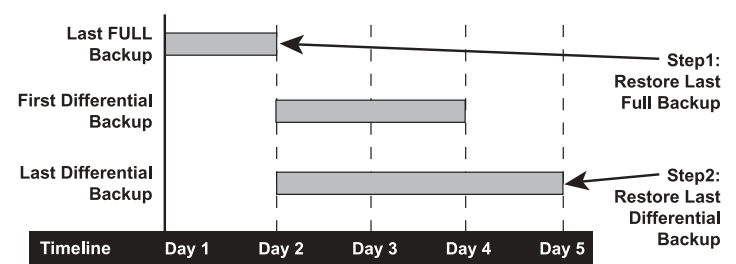 Last FULL
Backup
Step1:
Restore Last
Full Backup
First Differential
Backup
Last Differential
Backup
Step2:
Restore Last
Differential
Backup
Timeline Day 1 Day 2 Day 3 Day 4 Day 5